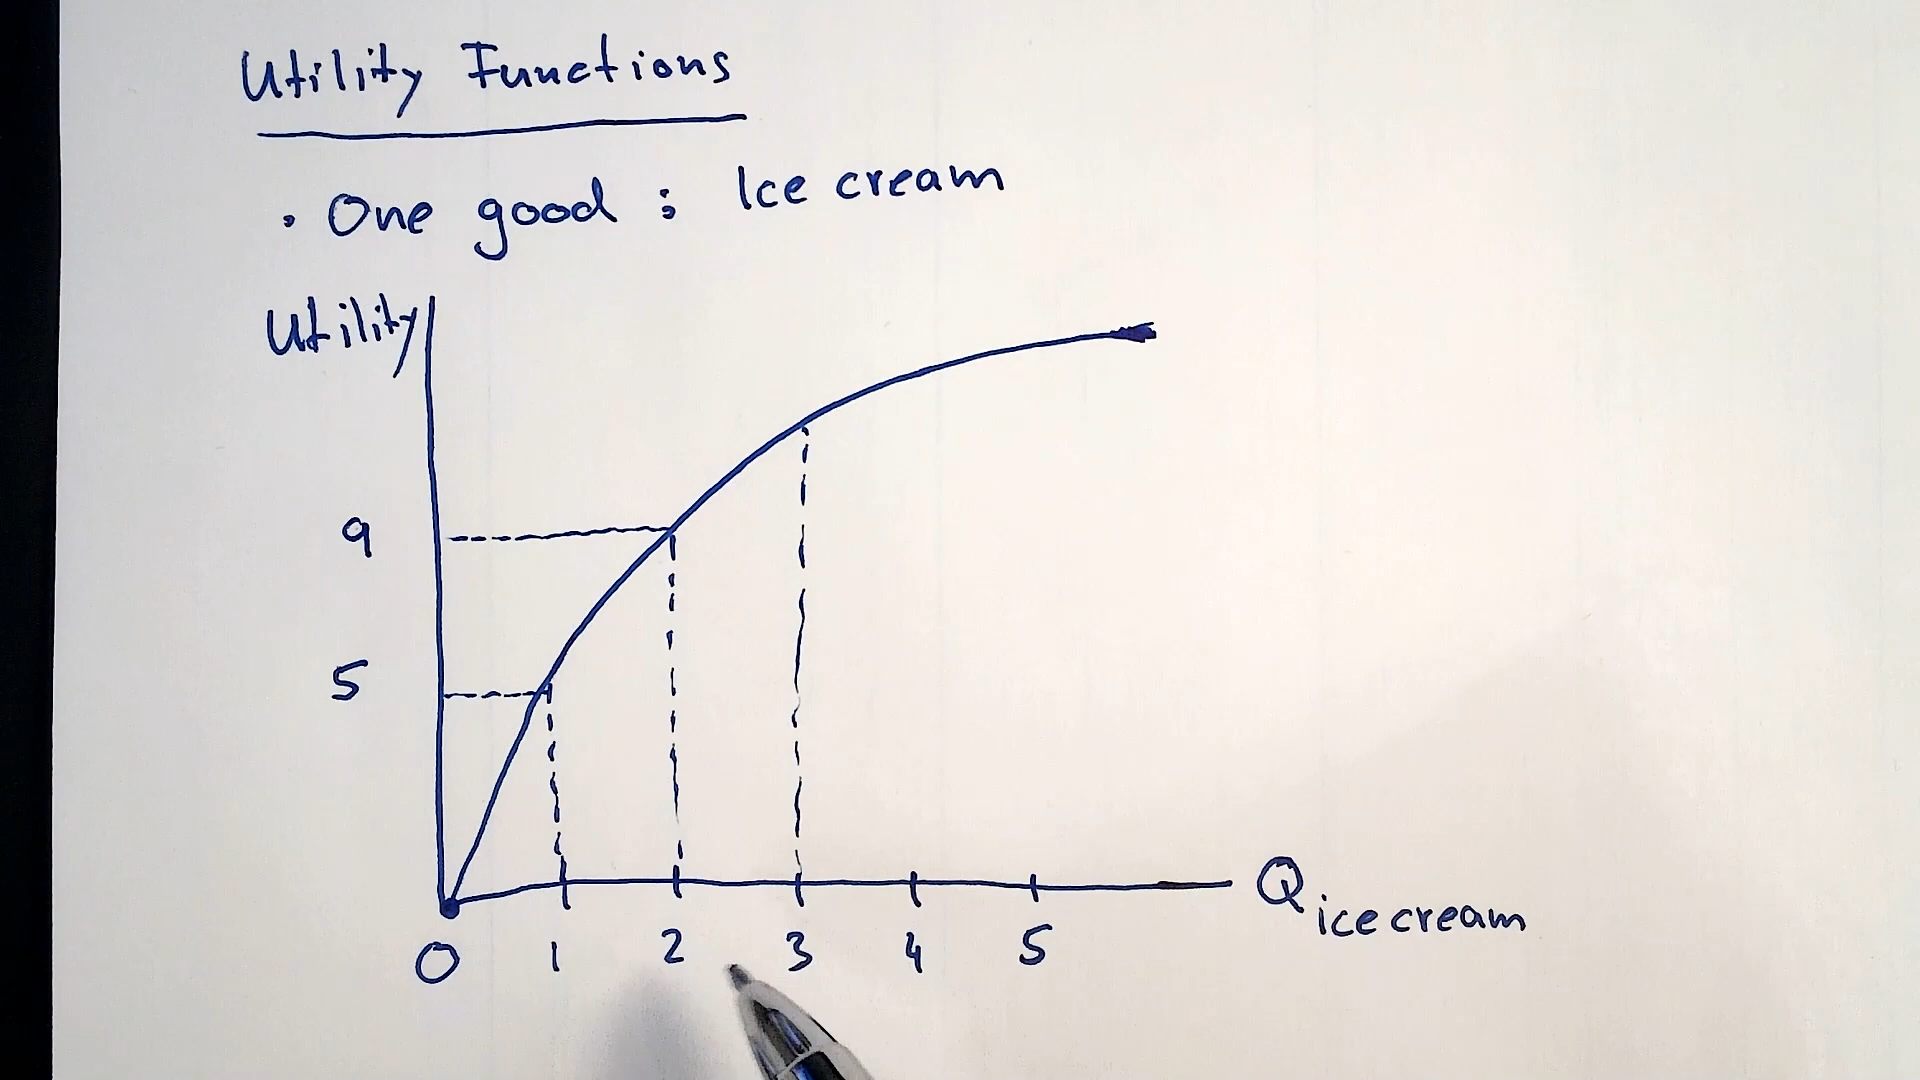 Utility Functions
• One good : Ice cream
Utility
9
5
0 1 2 3 4 5
Q ice cream